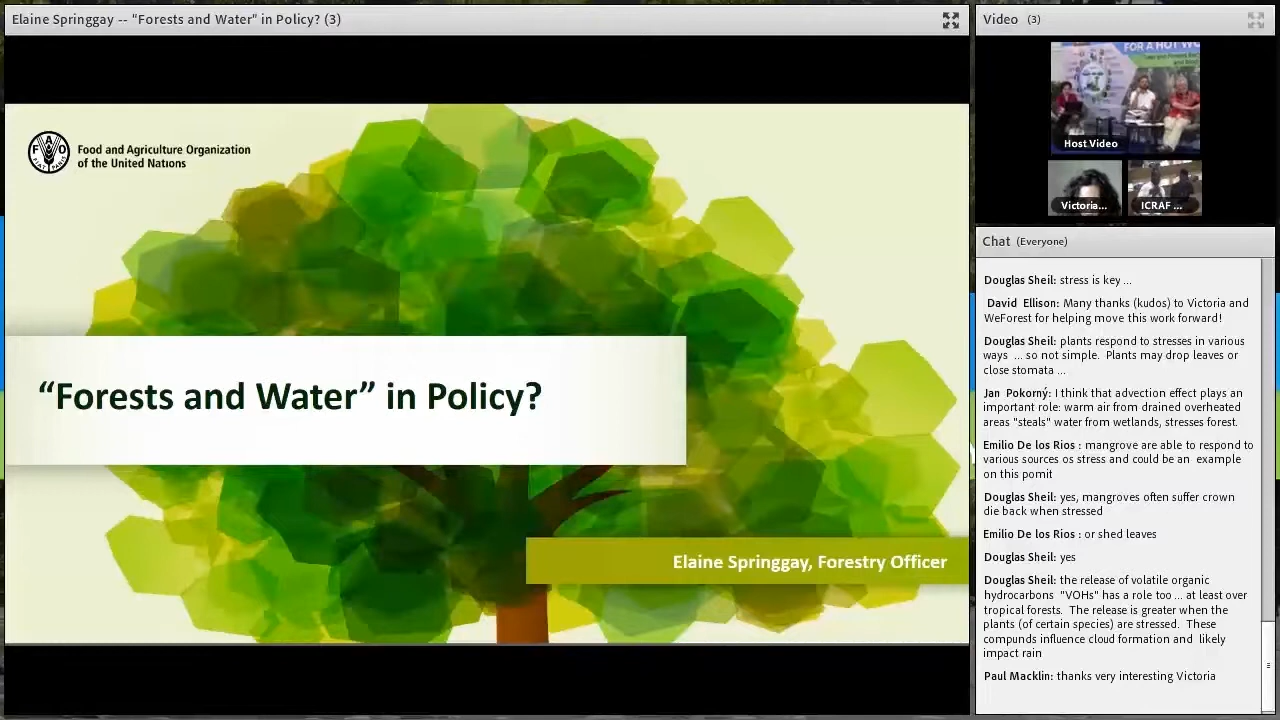 Elaine Springgay -- "Forests and Water" in Policy? (3)
FAO
FIAT PANIS
Food and Agriculture Organization
of the United Nations
“Forests and Water” in Policy?
Elaine Springgay, Forestry Officer
Video (3)
FOR A HOT WO
Host Video
Victoria...
ICRAF ...
Chat (Everyone)
Douglas Sheil: stress is key ...
David Ellison: Many thanks (kudos) to Victoria and
WeForest for helping move this work forward!
Douglas Sheil: plants respond to stresses in various
ways ... so not simple. Plants may drop leaves or
close stomata ...
Jan Pokorný: I think that advection effect plays an
important role: warm air from drained overheated
areas "steals" water from wetlands, stresses forest.
Emilio De los Rios : mangrove are able to respond to
various sources os stress and could be an example
on this pomit
Douglas Sheil: yes, mangroves often suffer crown
die back when stressed
Emilio De los Rios : or shed leaves
Douglas Sheil: yes
Douglas Sheil: the release of volatile organic
hydrocarbons "VOHs" has a role too ... at least over
tropical forests. The release is greater when the
plants (of certain species) are stressed. These
compunds influence cloud formation and likely
impact rain
Paul Macklin: thanks very interesting Victoria